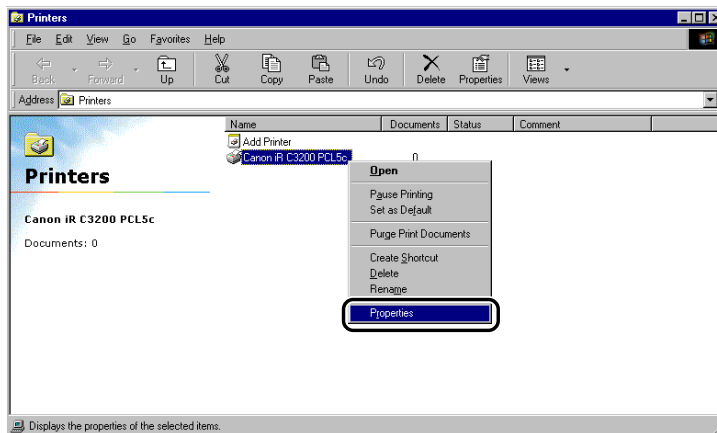 Printers
File Edit View Go Favorites Help
Back Forward Up Cut Copy Paste Undo Delete Properties Views
Address Printers
Name Documents Status Comment
Add Printer
Canon iR C3200 PCL5c 0
Printers
Canon iR C3200 PCL5c
Documents: 0
Open
Pause Printing
Set as Default
Purge Print Documents
Create Shortcut
Delete
Rename
Properties
Displays the properties of the selected items.